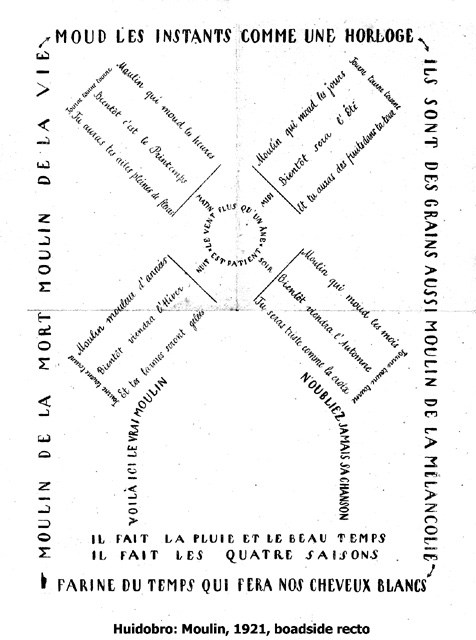 MOULIN DE LA MORT MOULIN DE LA VIE
MOUD LES INSTANTS COMME UNE HORLOGE
ILS SONT DES GRAINS AUSSI MOULIN DE LA MÉLANCOLIE
FARINE DU TEMPS QUI FERA NOS CHEVEUX BLANCS
Tourne tourne tourne
Moulin qui moud les heures
Bientôt c'est le Printemps
Tu auras les ailes pleines de fleurs
MATIN
Tourne tourne tourne
Moulin qui moud les jours
Bientôt sera l'Été
Et tu auras des fruits dans ta tour
MIDI
Tourne tourne tourne
Moulin qui moud les mois
Bientôt viendra l'Automne
Tu seras triste comme la croix
SOIR
Tourne tourne tourne
Moulin d'années
Bientôt viendra l'Hiver
Et tes larmes seront gelées
NUIT
LE VENT PLUS QU'UN ÂNE EST PATIENT
VOILÀ ICI LE VRAI MOULIN
N'OUBLIEZ JAMAIS SA CHANSON
IL FAIT LA PLUIE ET LE BEAU TEMPS
IL FAIT LES QUATRE SAISONS
Huidobro: Moulin, 1921, boadside recto